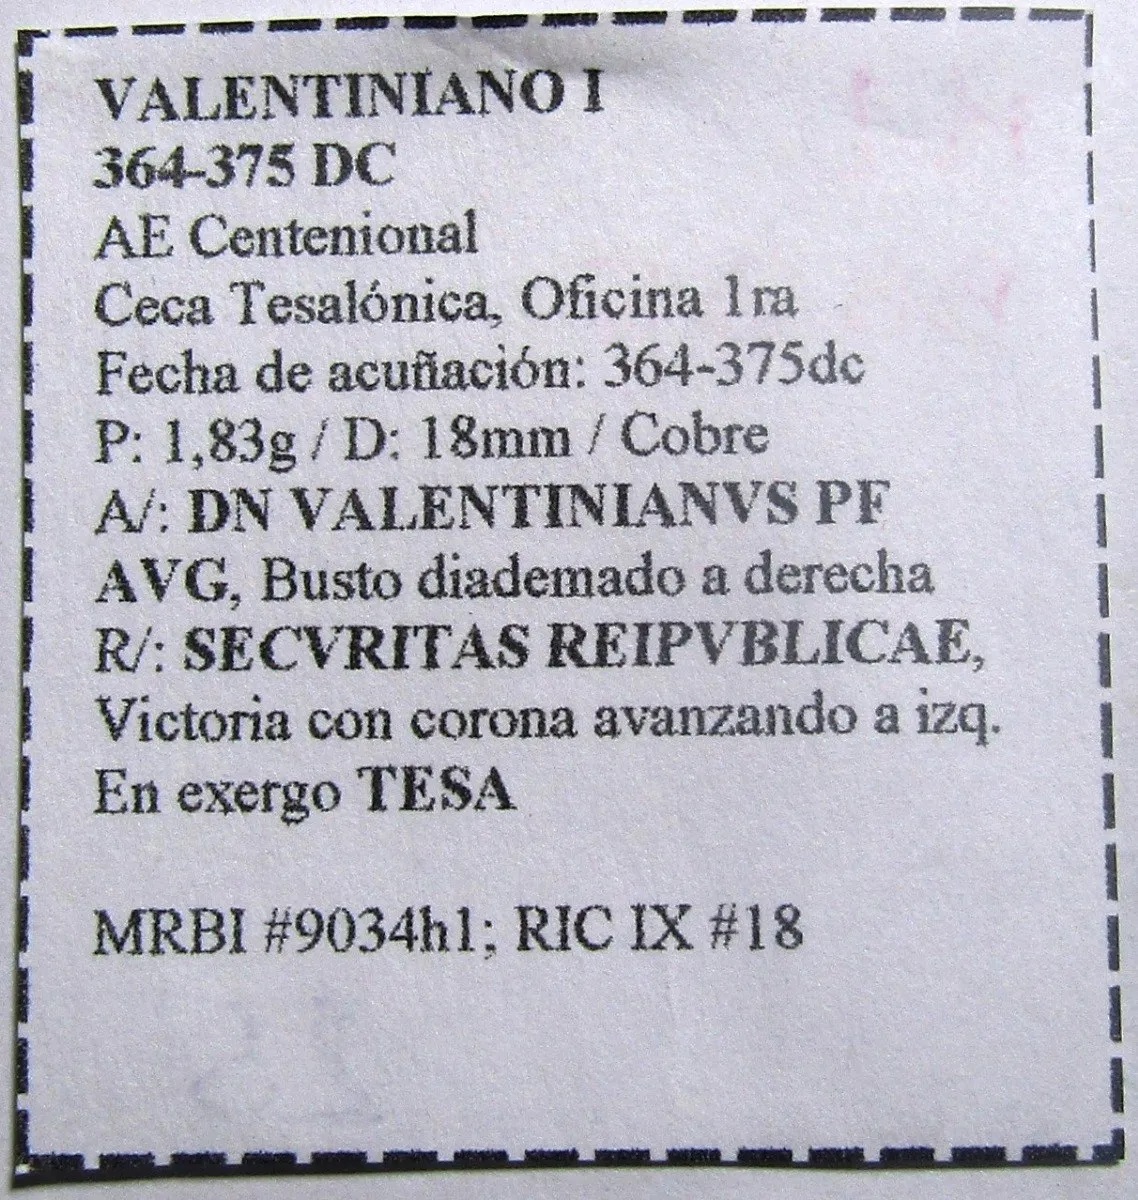 VALENTINIANO I
364-375 DC
AE Centenional
Ceca Tesalónica, Oficina 1ra
Fecha de acuñación: 364-375dc
P: 1,83g / D: 18mm / Cobre
A/: DN VALENTINIANVS PF
AVG, Busto diademado a derecha
R/: SECVRITAS REIPVBLICAE,
Victoria con corona avanzando a izq.
En exergo TESA
MRBI #9034h1; RIC IX #18